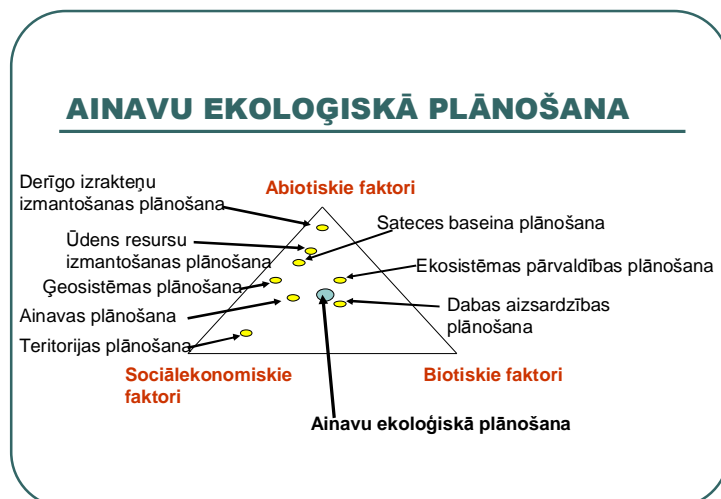 AINAVU EKOLOĢISKĀ PLĀNOŠANA
Derīgo izrakteņu
izmantošanas plānošana
Abiotiskie faktori
Sateces baseina plānošana
Ūdens resursu
izmantošanas plānošana
Ekosistēmas pārvaldības plānošana
Ģeosistēmas plānošana
Dabas aizsardzības
plānošana
Ainavas plānošana
Teritorijas plānošana
Sociālekonomiskie
faktori
Biotiskie faktori
Ainavu ekoloģiskā plānošana